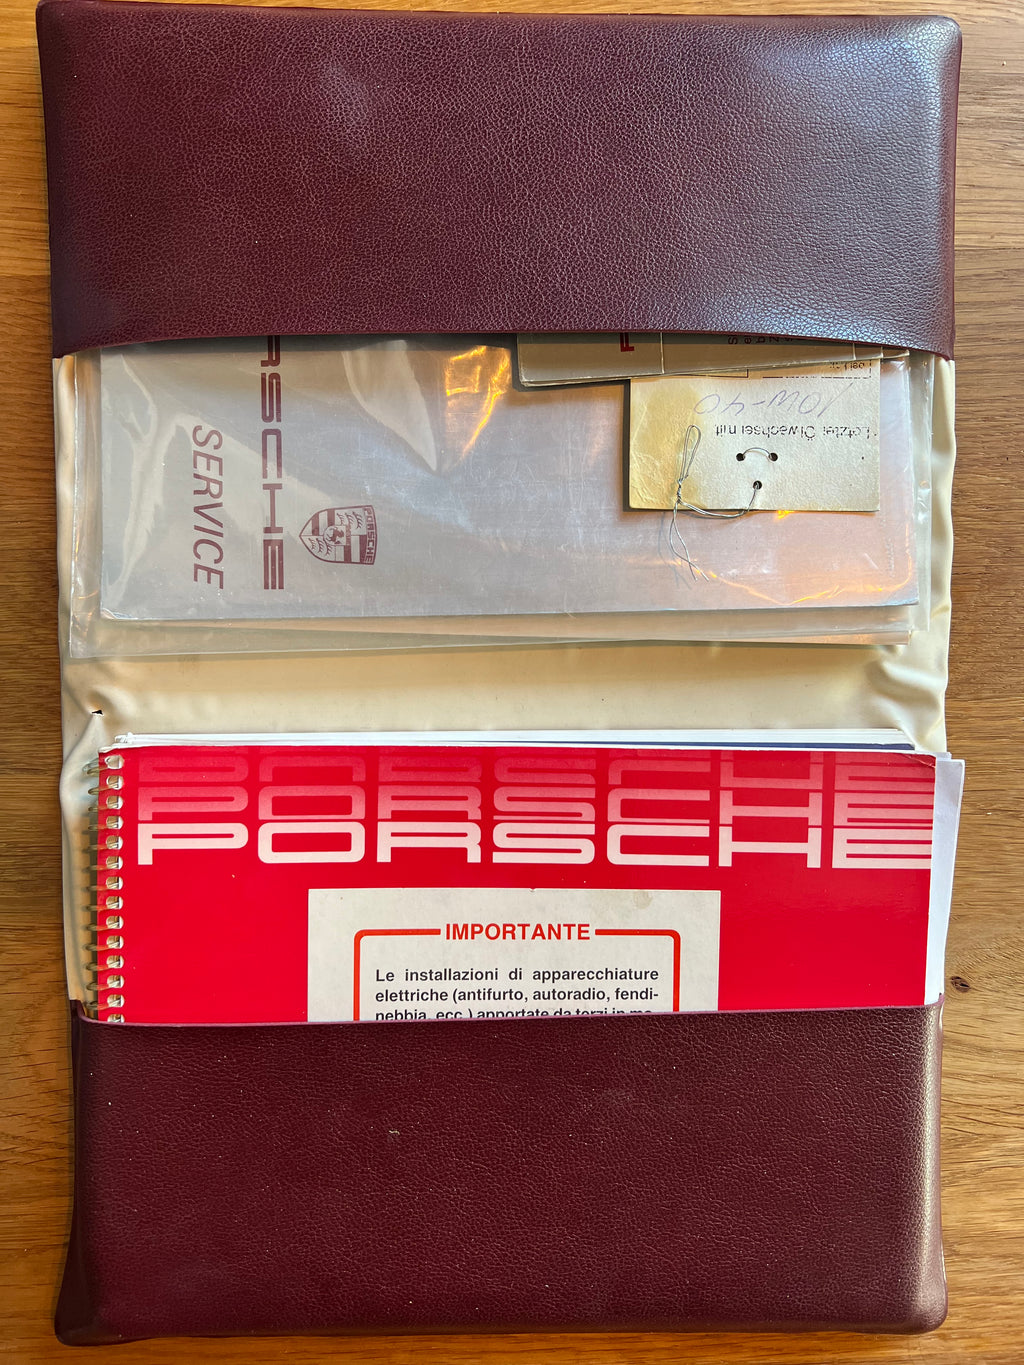 PORSCHE
SERVICE
PORSCHE
Letzter Ölwechsel mit
10W-40
PORSCHE
PORSCHE
PORSCHE
IMPORTANTE
Le installazioni di apparecchiature
elettriche (antifurto, autoradio, fendi-
nebbia, ecc.) apportate da terzi in mo-